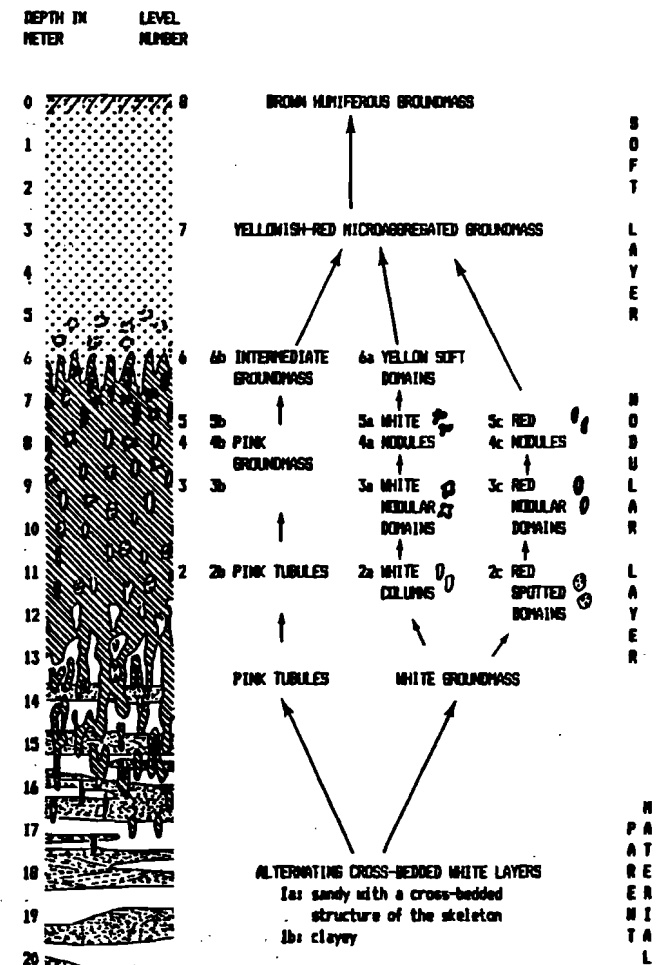 DEPTH IN METER
LEVEL NUMBER
0 8 BROWN HUMIFEROUS GROUNDMASS
1
2
3 7 YELLOWISH-RED MICROAGGREGATED GROUNDMASS
4
5
6 6 6b INTERMEDIATE GROUNDMASS 6a YELLOW SOFT DOMAINS
7
5 5b 5a WHITE 5c RED
8 4 4b PINK GROUNDMASS 4a NODULES 4c NODULES
9 3 3b 3a WHITE NODULAR DOMAINS 3c RED NODULAR DOMAINS
10
11 2 2b PINK TUBULES 2a WHITE COLUMNS 2c RED SPOTTED DOMAINS
12
13
PINK TUBULES WHITE GROUNDMASS
14
15
16
17
18 ALTERNATING CROSS-BEDDED WHITE LAYERS
1a: sandy with a cross-bedded
structure of the skeleton
19
1b: clayey
20
SOFT LAYER
NODULAR LAYER
PARENT MATERIAL